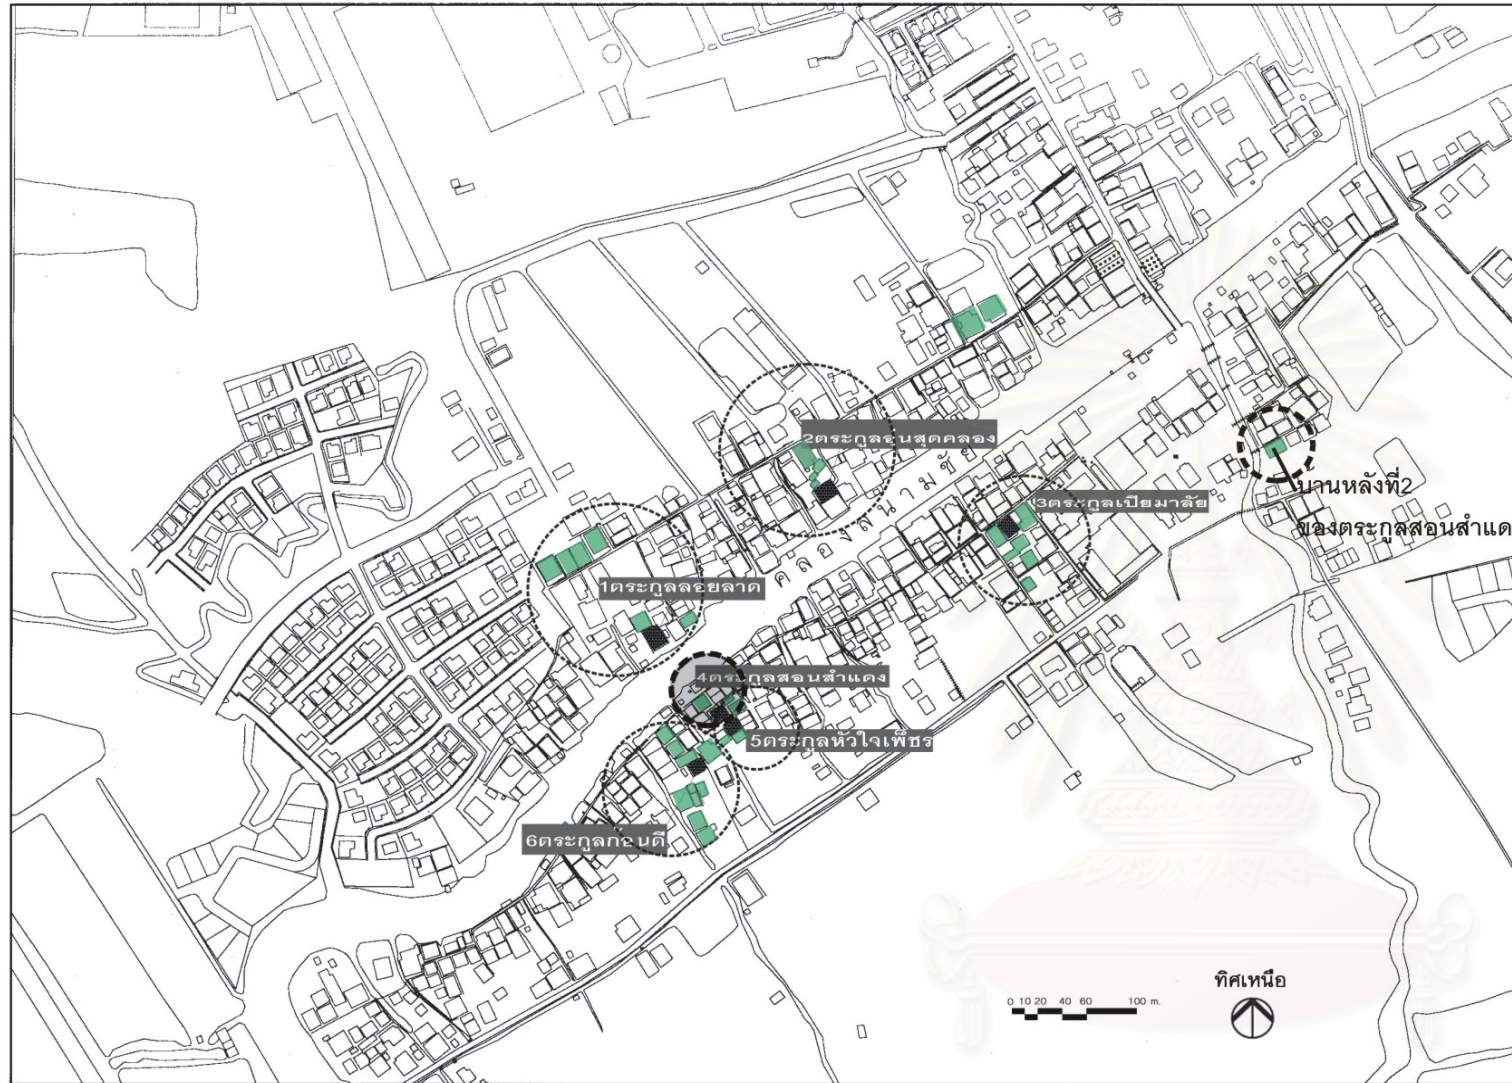 2ตระกูลอ่นสุดคลอง
คลองสนามชัย
3ตระกูลเปียมาลัย
บานหลังที่2
ของตระกูลสอนสำแดง
1ตระกูลลอยลาด
4ตระกูลสอนสำแดง
5ตระกูลหัวใจเพ็ชร
6ตระกูลก้อนดี
ทิศเหนือ
0 10 20 40 60 100 m.